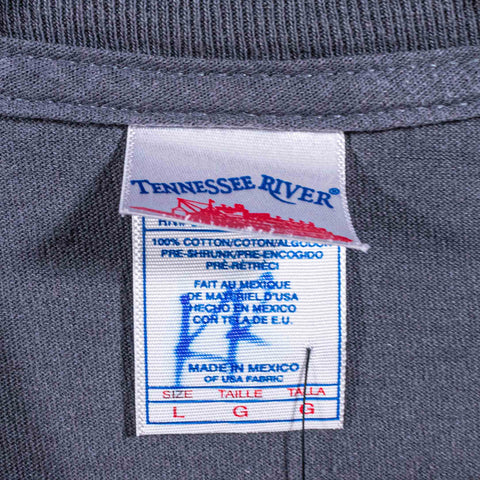 TENNESSEE RIVER®
100% COTTON/COTON/ALGODON
PRE-SHRUNK/PRE-ENCOGIDO
PRÉ-RÉTRÉCI
FAIT AU MEXIQUE
DE MATERIEL D'USA
HECHO EN MEXICO
CON TELA DE E.U.
MADE IN MEXICO
OF USA FABRIC
SIZE TAILLE TALLA
L G G